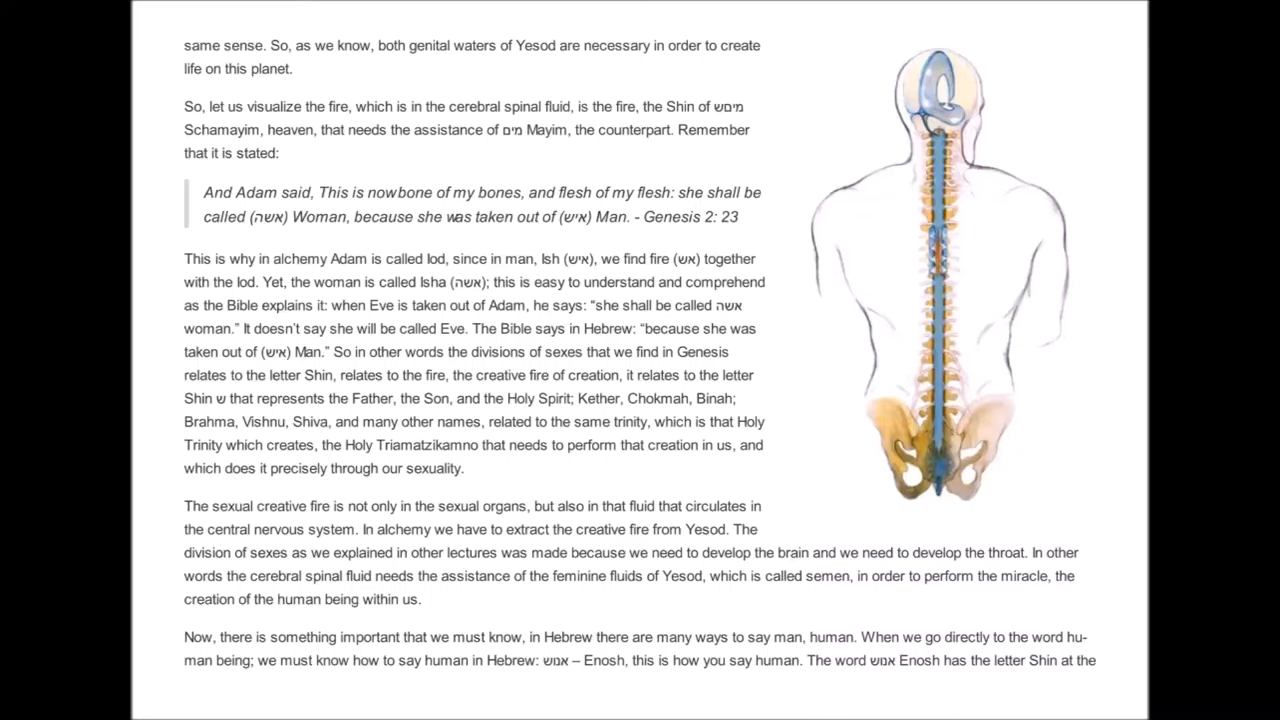 same sense. So, as we know, both genital waters of Yesod are necessary in order to create
life on this planet.
So, let us visualize the fire, which is in the cerebral spinal fluid, is the fire, the Shin of שמים
Schamayim, heaven, that needs the assistance of מים Mayim, the counterpart. Remember
that it is stated:
And Adam said, This is now bone of my bones, and flesh of my flesh: she shall be
called (אשה) Woman, because she was taken out of (איש) Man. - Genesis 2: 23
This is why in alchemy Adam is called Iod, since in man, Ish (איש), we find fire (אש) together
with the Iod. Yet, the woman is called Isha (אשה); this is easy to understand and comprehend
as the Bible explains it: when Eve is taken out of Adam, he says: “she shall be called אשה
woman.” It doesn’t say she will be called Eve. The Bible says in Hebrew: “because she was
taken out of (איש) Man.” So in other words the divisions of sexes that we find in Genesis
relates to the letter Shin, relates to the fire, the creative fire of creation, it relates to the letter
Shin ש that represents the Father, the Son, and the Holy Spirit; Kether, Chokmah, Binah;
Brahma, Vishnu, Shiva, and many other names, related to the same trinity, which is that Holy
Trinity which creates, the Holy Triamatzikamno that needs to perform that creation in us, and
which does it precisely through our sexuality.
The sexual creative fire is not only in the sexual organs, but also in that fluid that circulates in
the central nervous system. In alchemy we have to extract the creative fire from Yesod. The
division of sexes as we explained in other lectures was made because we need to develop the brain and we need to develop the throat. In other
words the cerebral spinal fluid needs the assistance of the feminine fluids of Yesod, which is called semen, in order to perform the miracle, the
creation of the human being within us.
Now, there is something important that we must know, in Hebrew there are many ways to say man, human. When we go directly to the word hu-
man being; we must know how to say human in Hebrew: אנוש – Enosh, this is how you say human. The word אנוש Enosh has the letter Shin at the